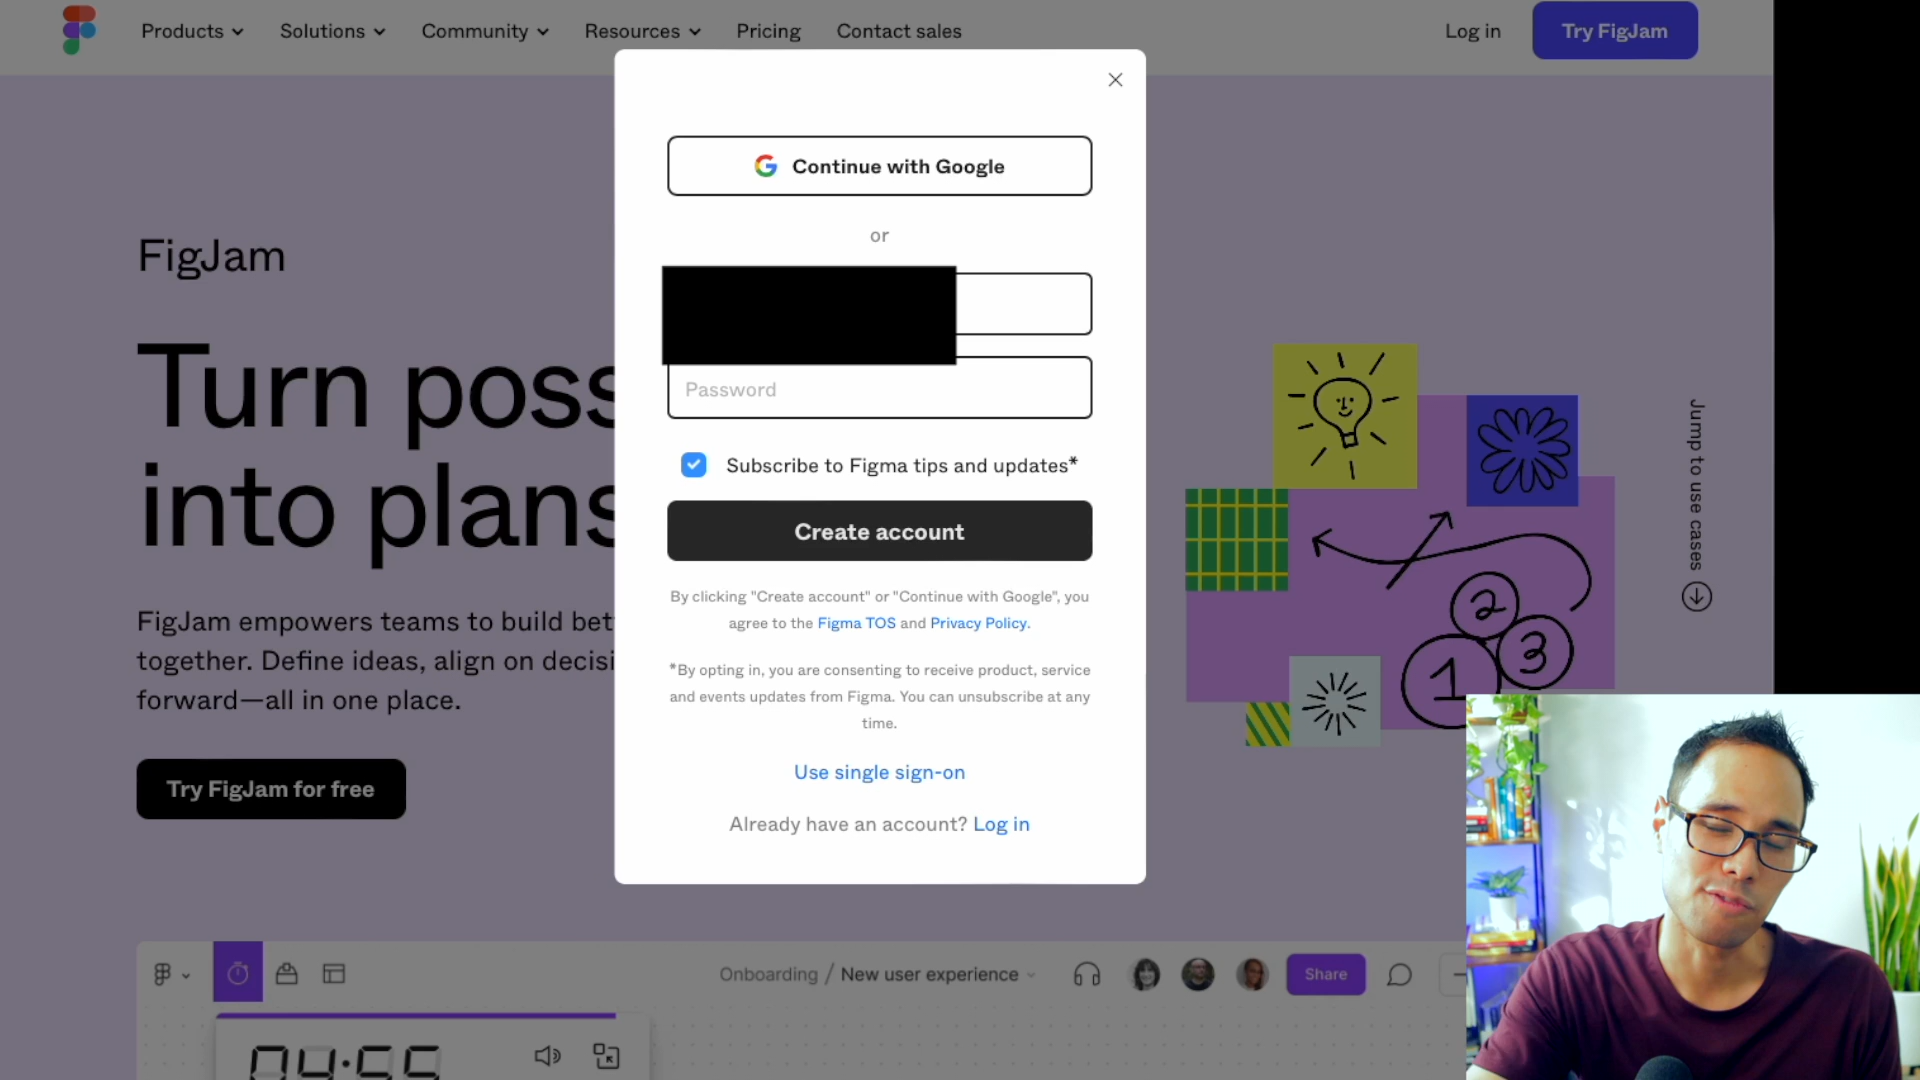 Products
Solutions
Community
Resources
Pricing
Contact sales
Log in
Try FigJam
Continue with Google
or
Password
Subscribe to Figma tips and updates*
Create account
By clicking "Create account" or "Continue with Google", you
agree to the Figma TOS and Privacy Policy.
*By opting in, you are consenting to receive product, service
and events updates from Figma. You can unsubscribe at any
time.
Use single sign-on
Already have an account? Log in
FigJam
Turn poss
into plans
FigJam empowers teams to build bet
together. Define ideas, align on decisi
forward—all in one place.
Try FigJam for free
Jump to use cases
2
3
1
Onboarding / New user experience
Share
04:55